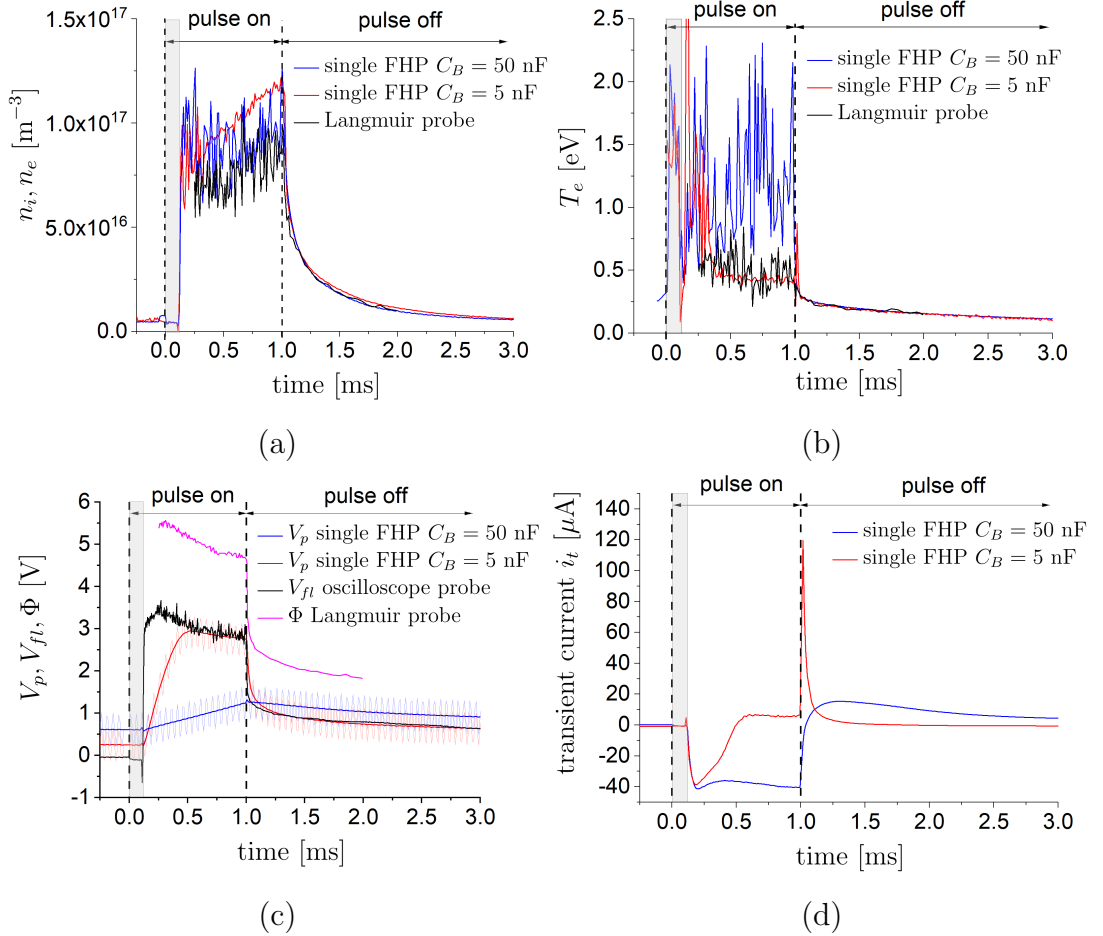 pulse on pulse off
1.5x10¹⁷
1.0x10¹⁷
5.0x10¹⁶
0.0
n_i, n_e [m⁻³]
single FHP C_B = 50 nF
single FHP C_B = 5 nF
Langmuir probe
0.0 0.5 1.0 1.5 2.0 2.5 3.0
time [ms]
(a)
pulse on pulse off
2.5
2.0
1.5
1.0
0.5
0.0
T_e [eV]
single FHP C_B = 50 nF
single FHP C_B = 5 nF
Langmuir probe
0.0 0.5 1.0 1.5 2.0 2.5 3.0
time [ms]
(b)
pulse on pulse off
6
5
4
3
2
1
0
-1
V_p, V_fl, Φ [V]
V_p single FHP C_B = 50 nF
V_p single FHP C_B = 5 nF
V_fl oscilloscope probe
Φ Langmuir probe
0.0 0.5 1.0 1.5 2.0 2.5 3.0
time [ms]
(c)
pulse on pulse off
140
120
100
80
60
40
20
0
-20
-40
transient current i_t [μA]
single FHP C_B = 50 nF
single FHP C_B = 5 nF
0.0 0.5 1.0 1.5 2.0 2.5 3.0
time [ms]
(d)